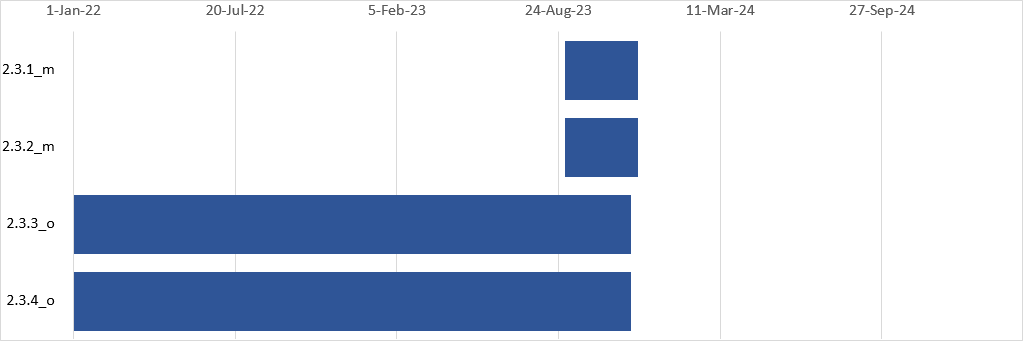 1-Jan-22 20-Jul-22 5-Feb-23 24-Aug-23 11-Mar-24 27-Sep-24
2.3.1_m
2.3.2_m
2.3.3_o
2.3.4_o